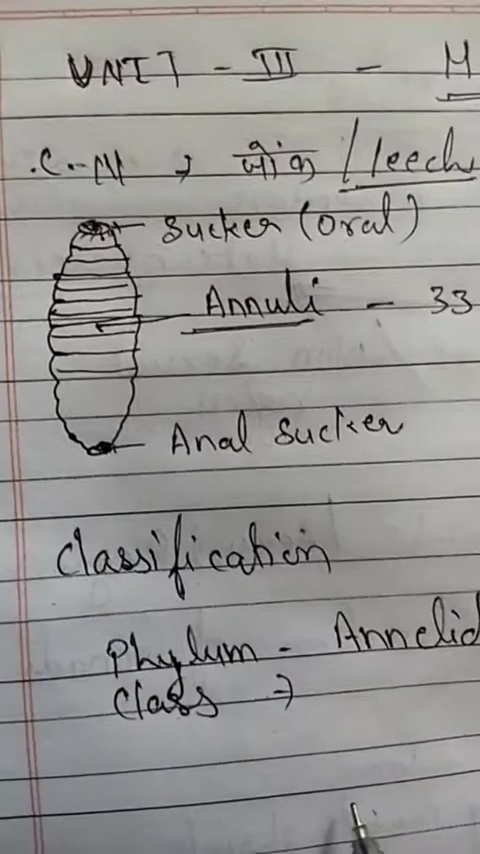 UNIT - III - H
.C.-N → जोंक / Leech
Sucker (Oral)
Annuli - 33
Anal Sucker
Classification
Phylum - Annelid
Class →